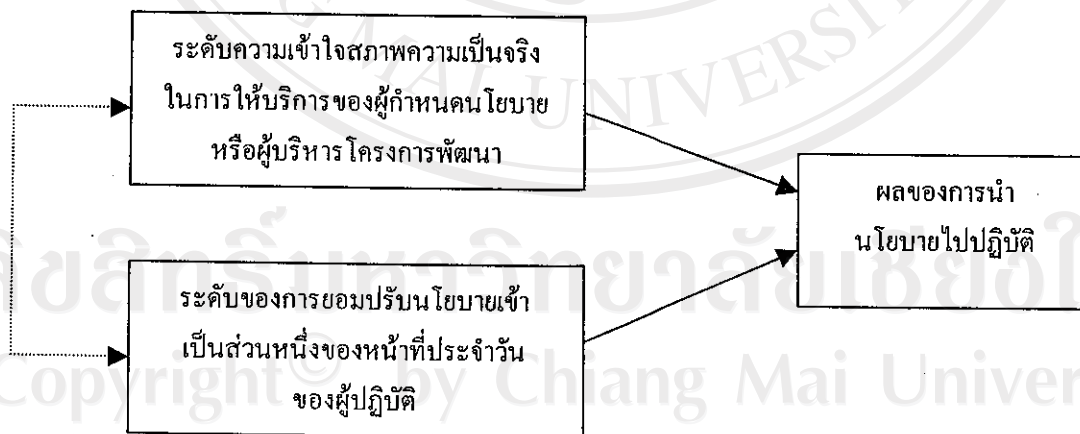 MAI UNIVERSIT
ระดับความเข้าใจสภาพความเป็นจริง
ในการให้บริการของผู้กำหนดนโยบาย
หรือผู้บริหารโครงการพัฒนา
ผลของการนำ
นโยบายไปปฏิบัติ
ระดับของการยอมปรับนโยบายเข้า
เป็นส่วนหนึ่งของหน้าที่ประจำวัน
ของผู้ปฏิบัติ
Copyright© by Chiang Mai Univer